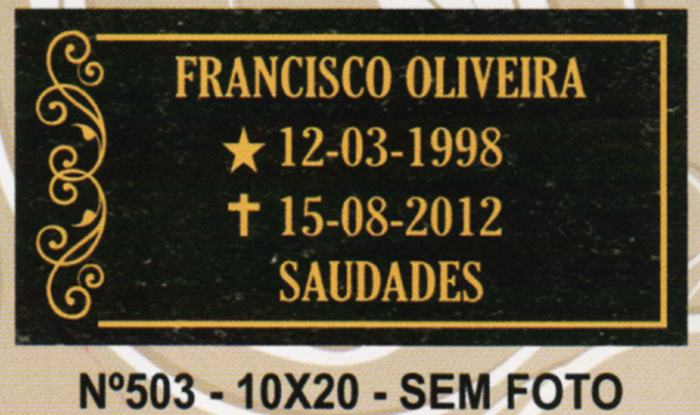 FRANCISCO OLIVEIRA
★ 12-03-1998
✝ 15-08-2012
SAUDADES
Nº503 - 10X20 - SEM FOTO